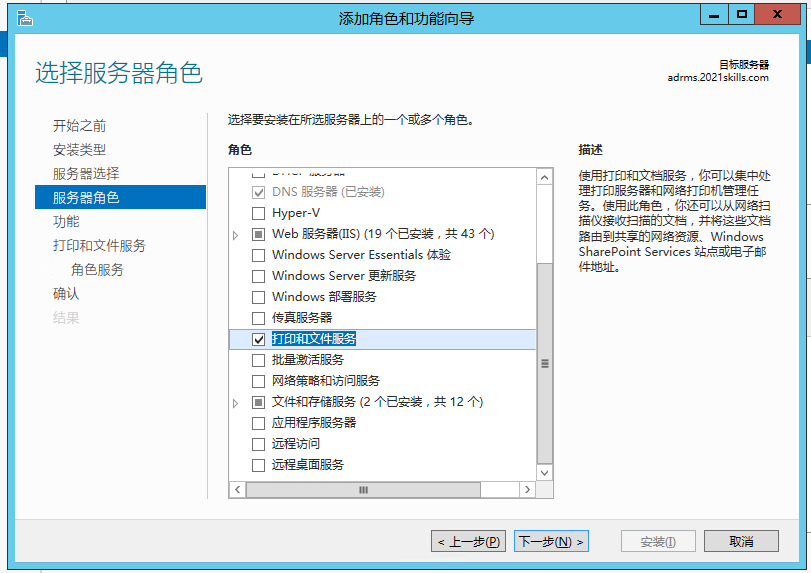 添加角色和功能向导
选择服务器角色
目标服务器
adrms.2021skills.com
开始之前
安装类型
服务器选择
服务器角色
功能
打印和文件服务
角色服务
确认
结果
选择要安装在所选服务器上的一个或多个角色。
角色
DNS 服务器 (已安装)
Hyper-V
Web 服务器(IIS) (19 个已安装，共 43 个)
Windows Server Essentials 体验
Windows Server 更新服务
Windows 部署服务
传真服务器
打印和文件服务
批量激活服务
网络策略和访问服务
文件和存储服务 (2 个已安装，共 12 个)
应用程序服务器
远程访问
远程桌面服务
描述
使用打印和文档服务，你可以集中处
理打印服务器和网络打印机管理任
务。使用此角色，你还可以从网络扫
描仪接收扫描的文档，并将这些文档
路由到共享的网络资源、Windows
SharePoint Services 站点或电子邮
件地址。
< 上一步(P)
下一步(N) >
安装(I)
取消